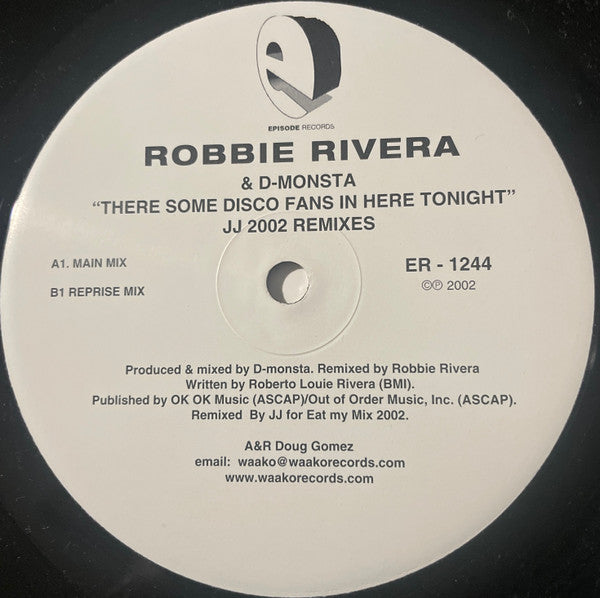 e
EPISODE RECORDS
ROBBIE RIVERA
& D-MONSTA
"THERE SOME DISCO FANS IN HERE TONIGHT"
JJ 2002 REMIXES
A1. MAIN MIX
B1 REPRISE MIX
ER - 1244
©℗ 2002
Produced & mixed by D-monsta. Remixed by Robbie Rivera
Written by Roberto Louie Rivera (BMI).
Published by OK OK Music (ASCAP)/Out of Order Music, Inc. (ASCAP).
Remixed By JJ for Eat my Mix 2002.
A&R Doug Gomez
email: waako@waakorecords.com
www.waakorecords.com